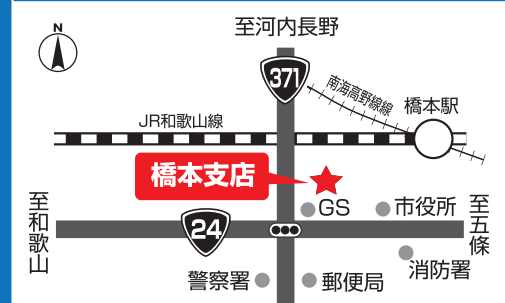 N
至河内長野
371
南海高野線線
橋本駅
JR和歌山線
橋本支店
GS
市役所
至和歌山
24
至五條
消防署
警察署
郵便局